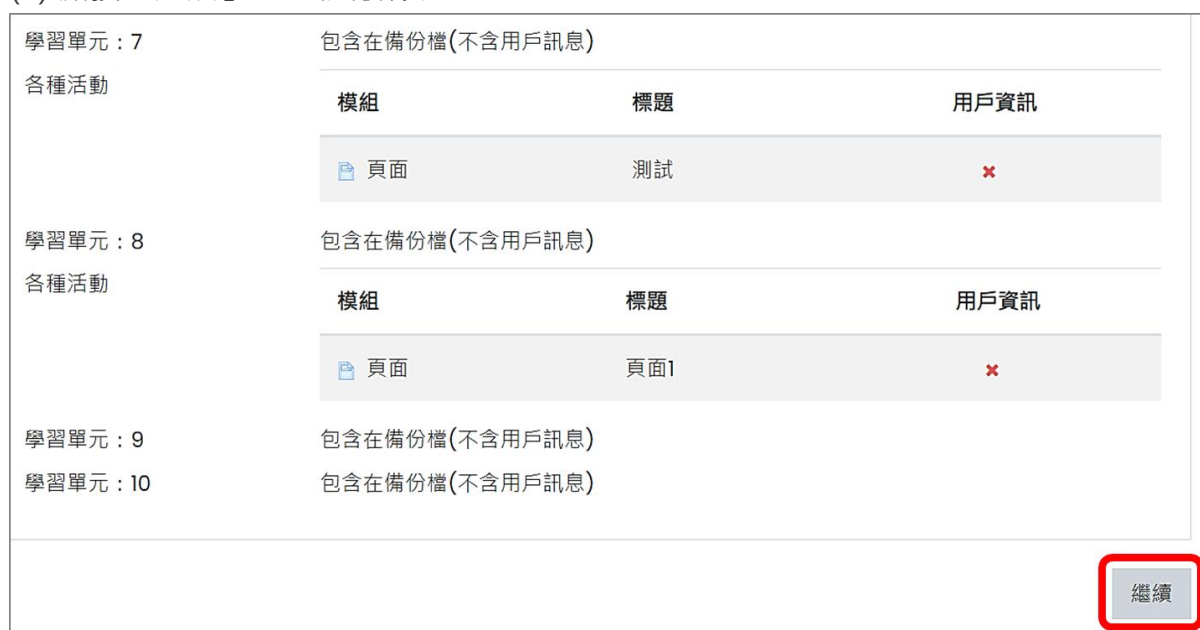 學習單元：7 包含在備份檔(不含用戶訊息)
各種活動
模組 標題 用戶資訊
頁面 測試
學習單元：8 包含在備份檔(不含用戶訊息)
各種活動
模組 標題 用戶資訊
頁面 頁面1
學習單元：9 包含在備份檔(不含用戶訊息)
學習單元：10 包含在備份檔(不含用戶訊息)
繼續